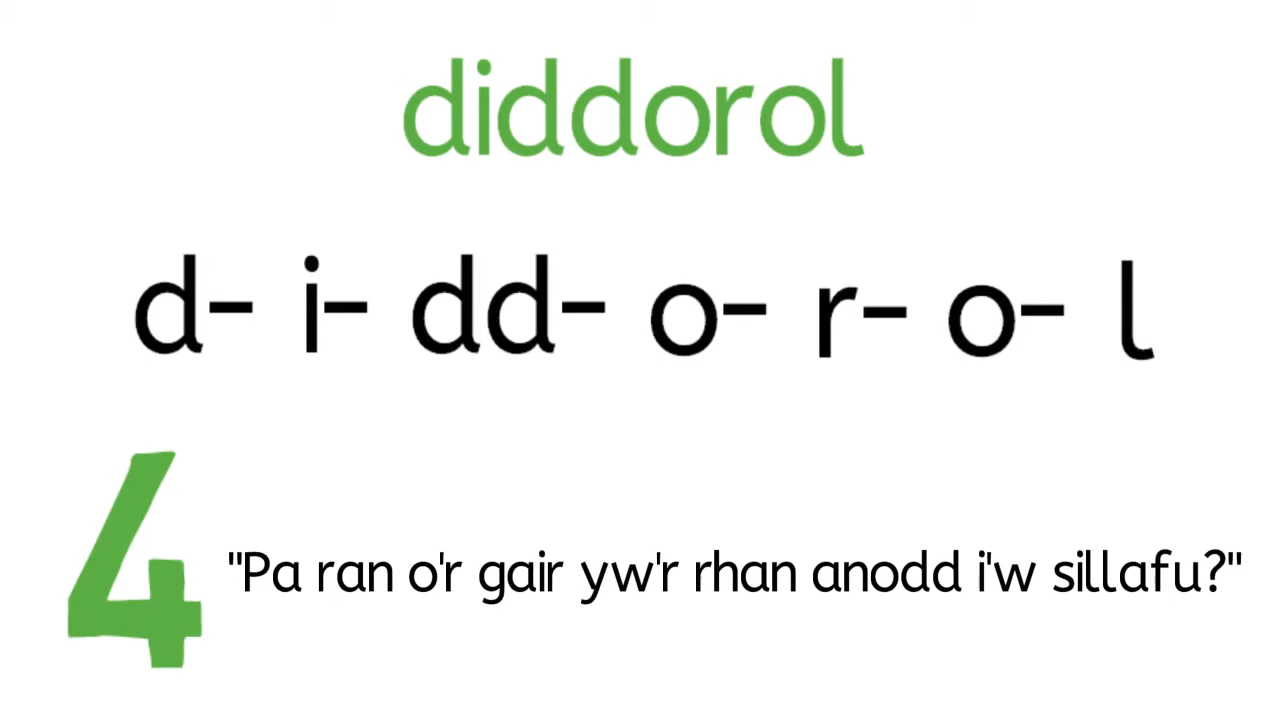 diddorol
d- i- dd- o- r- o- l
4 "Pa ran o'r gair yw'r rhan anodd i'w sillafu?"